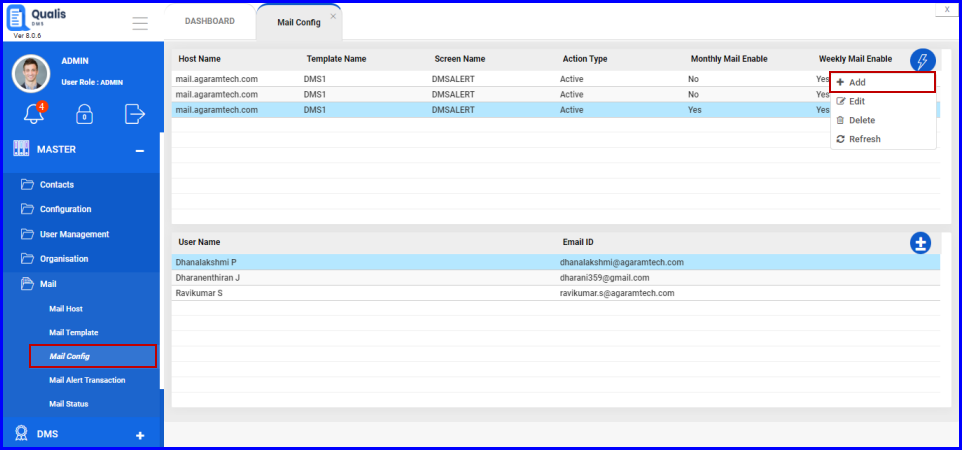 Qualis
DMS
Ver 8.0.6
DASHBOARD
Mail Config
×
X
ADMIN
User Role : ADMIN
4
0
MASTER
Contacts
Configuration
User Management
Organisation
Mail
Mail Host
Mail Template
Mail Config
Mail Alert Transaction
Mail Status
DMS
Host Name Template Name Screen Name Action Type Monthly Mail Enable Weekly Mail Enable
mail.agaramtech.com DMS1 DMSALERT Active No Yes
mail.agaramtech.com DMS1 DMSALERT Active No Yes
mail.agaramtech.com DMS1 DMSALERT Active Yes Yes
Add
Edit
Delete
Refresh
User Name Email ID
Dhanalakshmi P dhanalakshmi@agaramtech.com
Dharanenthiran J dharani359@gmail.com
Ravikumar S ravikumar.s@agaramtech.com